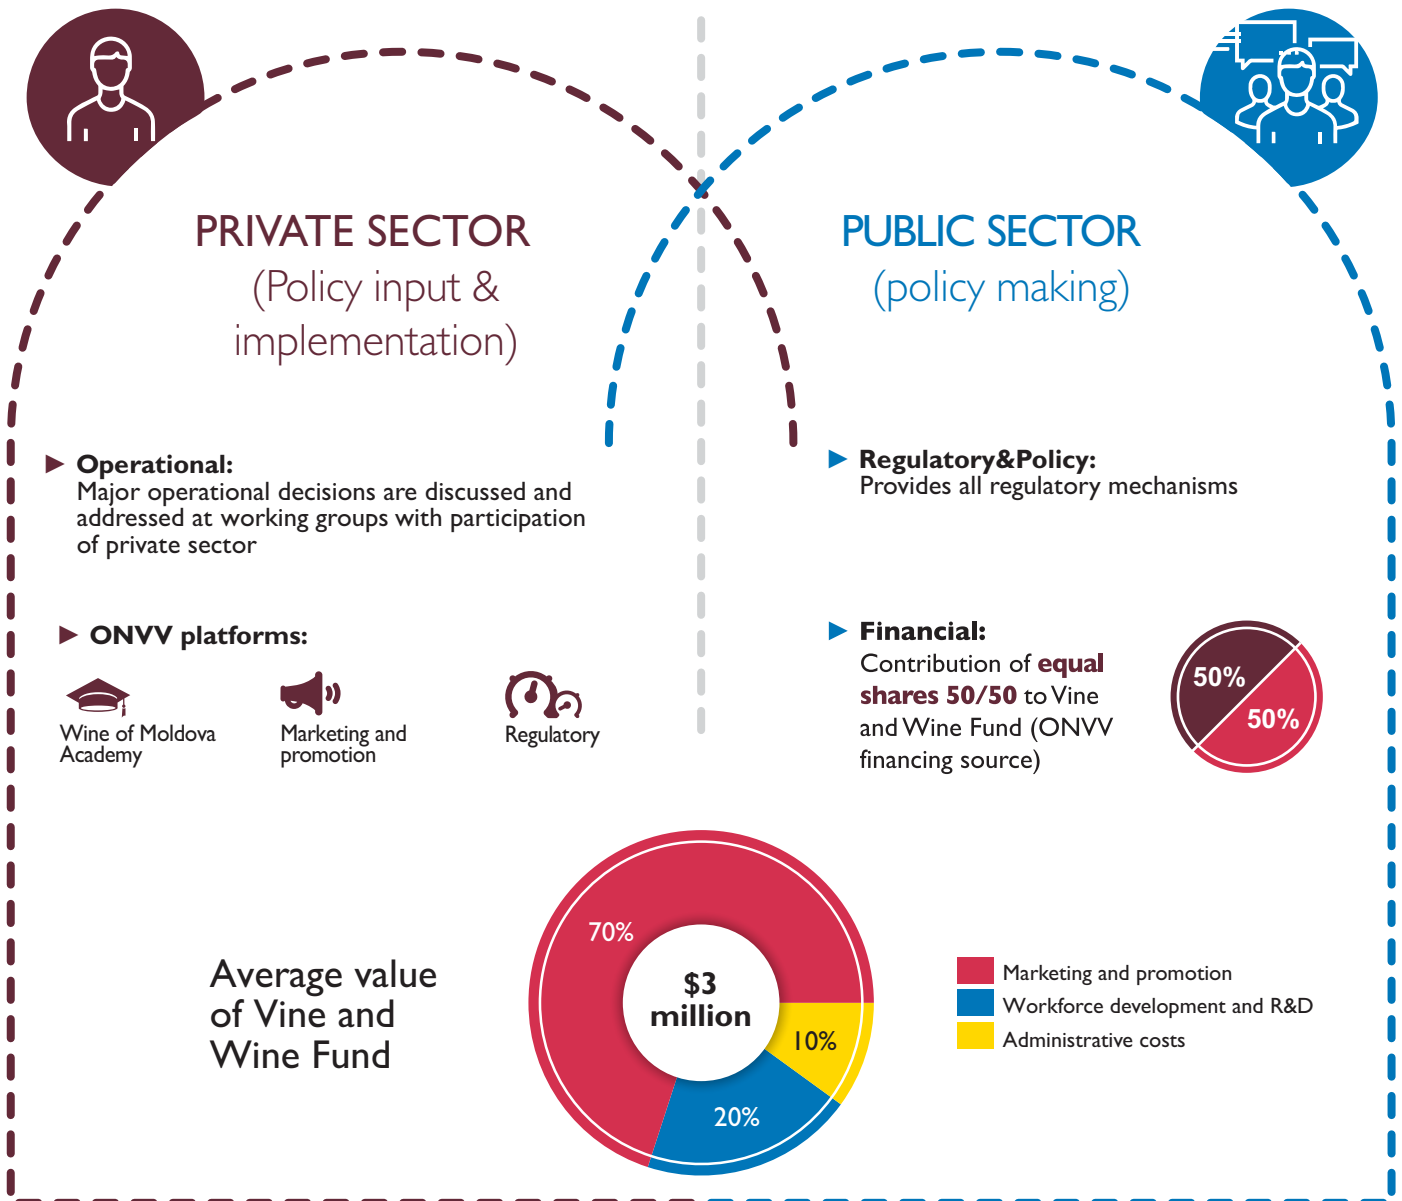 PRIVATE SECTOR
(Policy input &
implementation)
► Operational:
Major operational decisions are discussed and
addressed at working groups with participation
of private sector
► ONVV platforms:
Wine of Moldova
Academy
Marketing and
promotion
Regulatory
PUBLIC SECTOR
(policy making)
► Regulatory&Policy:
Provides all regulatory mechanisms
► Financial:
Contribution of equal
shares 50/50 to Vine
and Wine Fund (ONVV
financing source)
50%
50%
Average value
of Vine and
Wine Fund
70%
$3
million
10%
20%
Marketing and promotion
Workforce development and R&D
Administrative costs